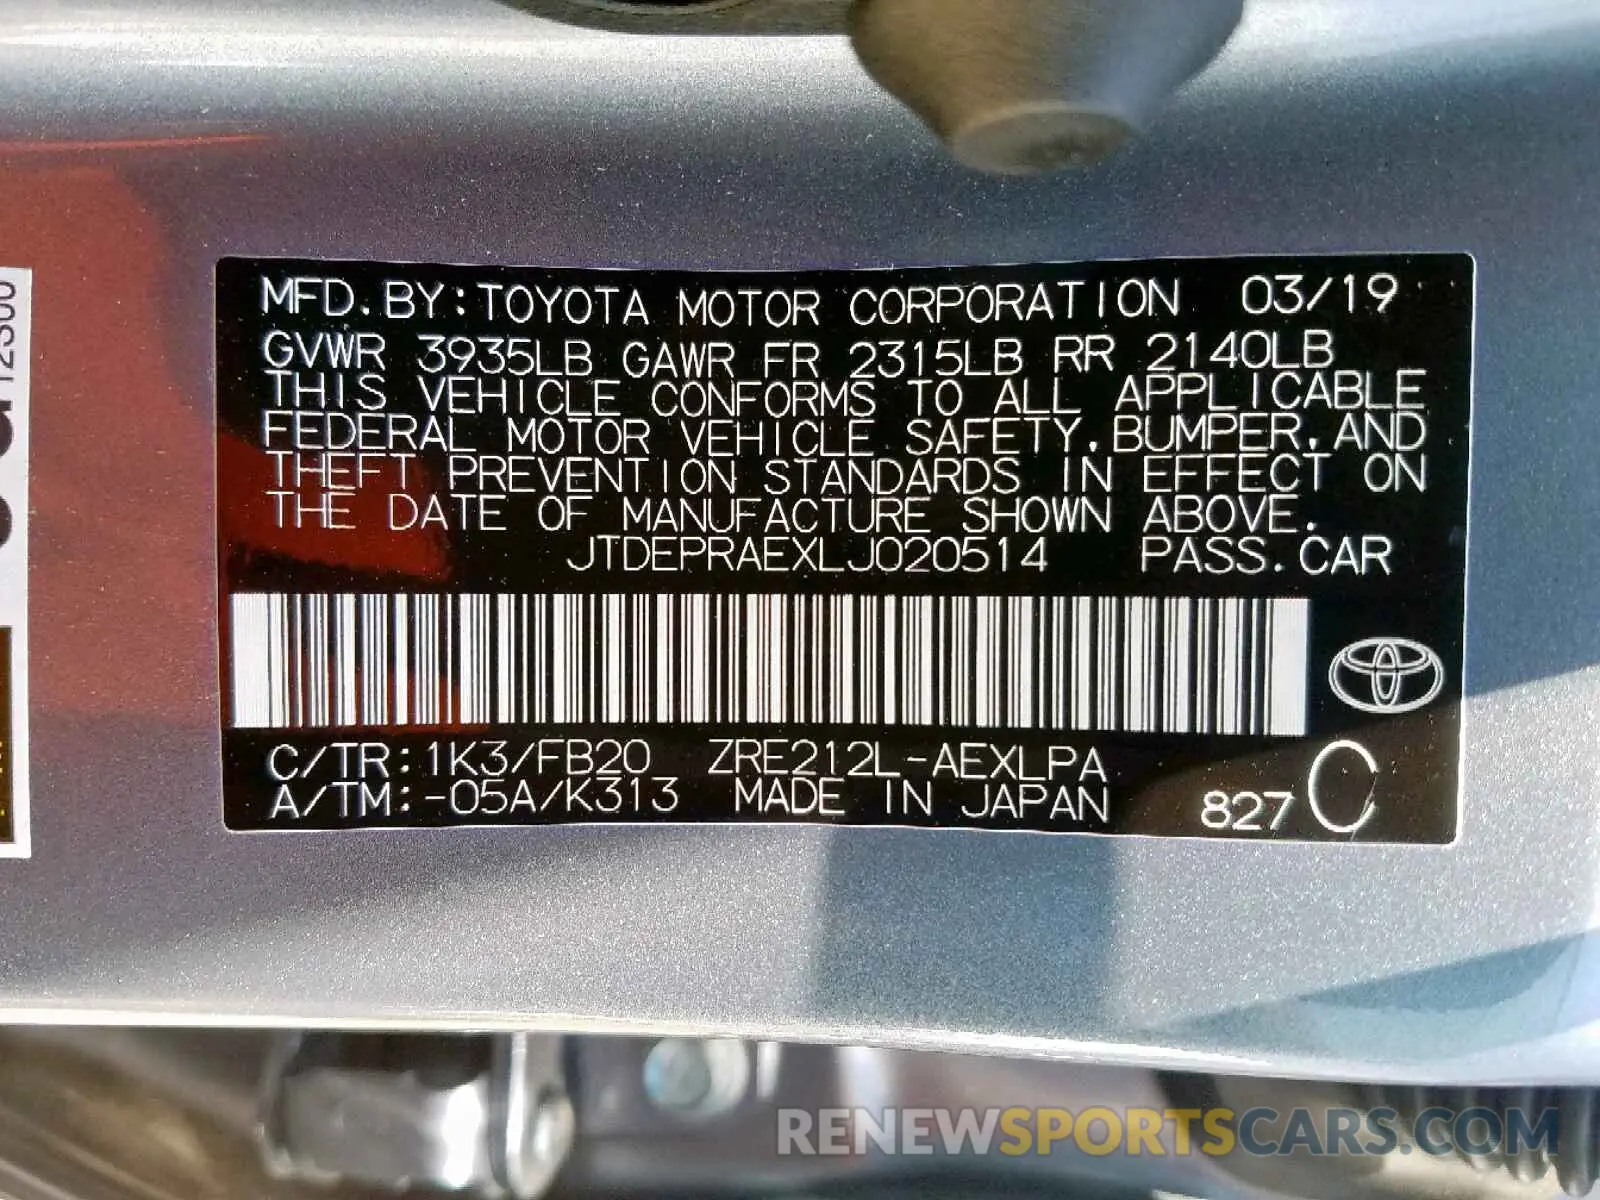 MFD.BY:TOYOTA MOTOR CORPORATION 03/19
GVWR 3935LB GAWR FR 2315LB RR 2140LB
THIS VEHICLE CONFORMS TO ALL APPLICABLE
FEDERAL MOTOR VEHICLE SAFETY,BUMPER,AND
THEFT PREVENTION STANDARDS IN EFFECT ON
THE DATE OF MANUFACTURE SHOWN ABOVE.
JTDEPRAEXLJ020514 PASS.CAR
C/TR:1K3/FB20 ZRE212L-AEXLPA
A/TM:-05A/K313 MADE IN JAPAN 827 C
RENEWSPORTSCARS.COM